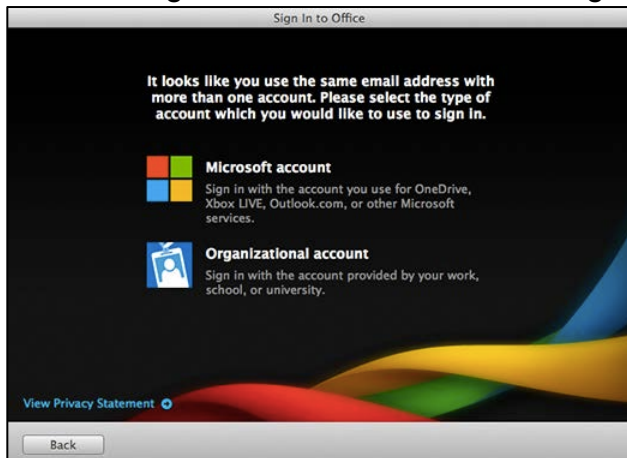 Sign In to Office
It looks like you use the same email address with
more than one account. Please select the type of
account which you would like to use to sign in.
Microsoft account
Sign in with the account you use for OneDrive,
Xbox LIVE, Outlook.com, or other Microsoft
services.
Organizational account
Sign in with the account provided by your work,
school, or university.
View Privacy Statement
Back